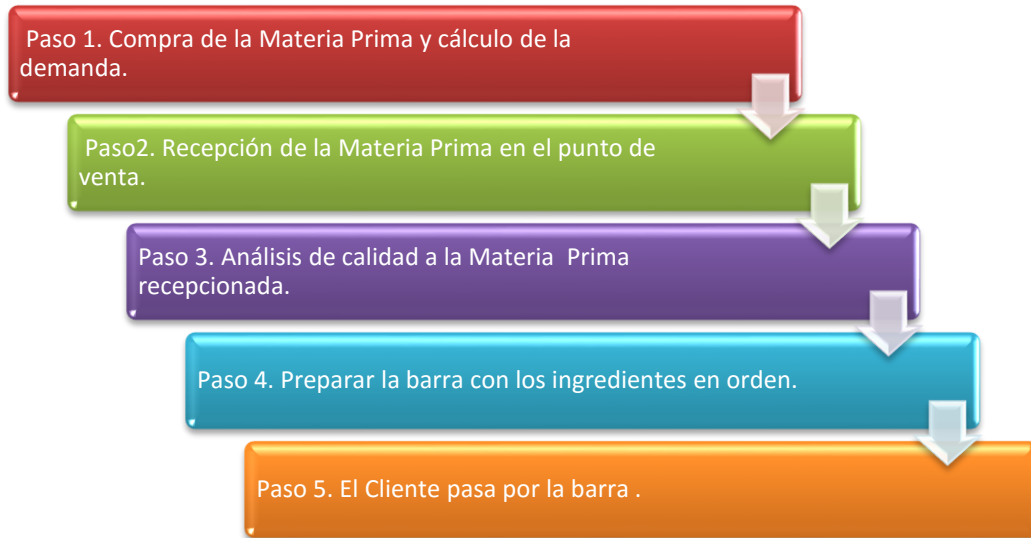 Paso 1. Compra de la Materia Prima y cálculo de la
demanda.
Paso2. Recepción de la Materia Prima en el punto de
venta.
Paso 3. Análisis de calidad a la Materia  Prima
recepcionada.
Paso 4. Preparar la barra con los ingredientes en orden.
Paso 5. El Cliente pasa por la barra .